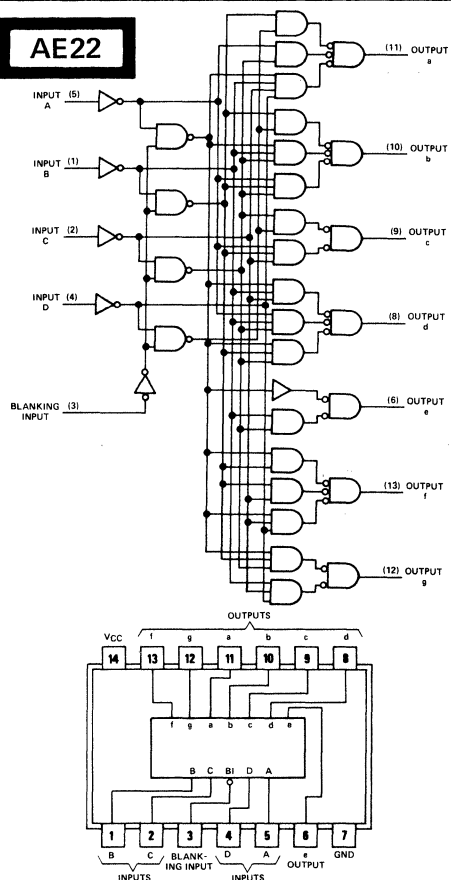 AE22
(11) OUTPUT
a
INPUT (5)
A
(10) OUTPUT
b
INPUT (1)
B
INPUT (2)
C
(9) OUTPUT
c
INPUT (4)
D
(8) OUTPUT
d
BLANKING (3)
INPUT
(6) OUTPUT
e
(13) OUTPUT
f
(12) OUTPUT
g
OUTPUTS
VCC f g a b c d
14 13 12 11 10 9 8
f g a b c d e
B C BI D A
1 2 3 4 5 6 7
B C BLANK- D A e GND
ING INPUT OUTPUT
INPUTS INPUTS